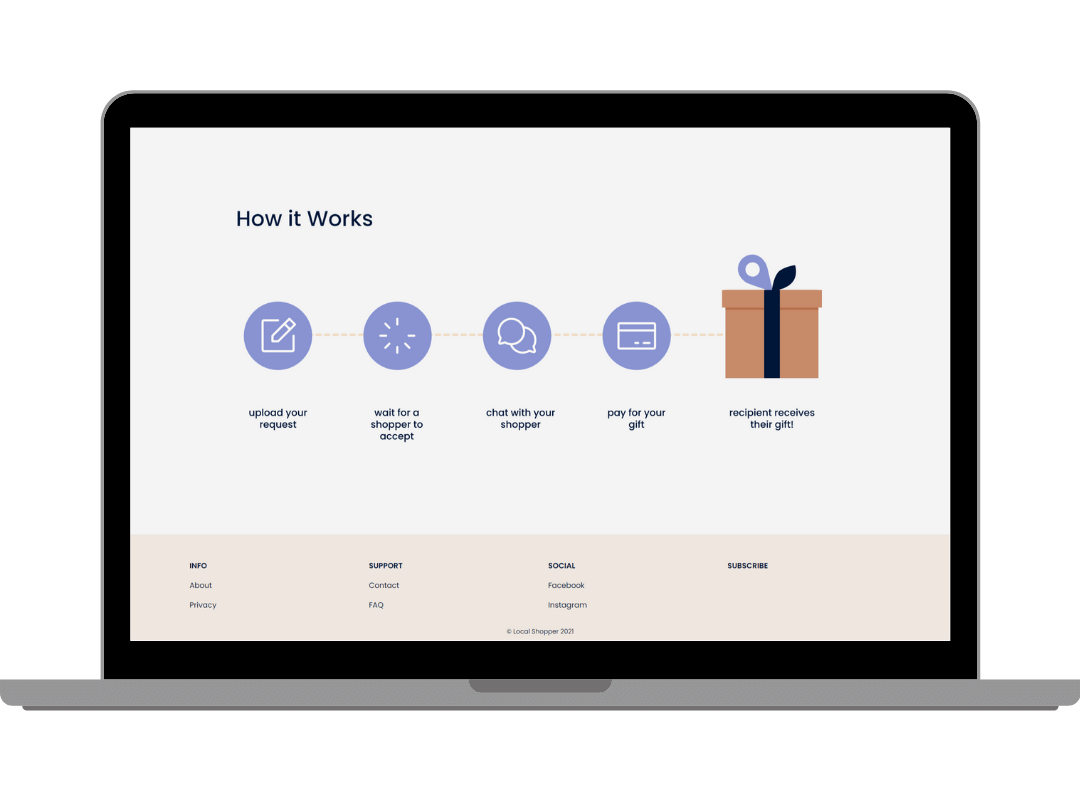 How it Works
upload your
request
wait for a
shopper to
accept
chat with your
shopper
pay for your
gift
recipient receives
their gift!
INFO
About
Privacy
SUPPORT
Contact
FAQ
SOCIAL
Facebook
Instagram
SUBSCRIBE
© Local Shopper 2021